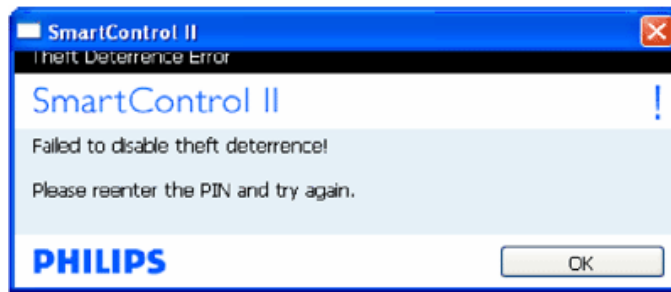 SmartControl II
Theft Deterrence Error
SmartControl II !
Failed to disable theft deterrence!
Please reenter the PIN and try again.
PHILIPS
OK